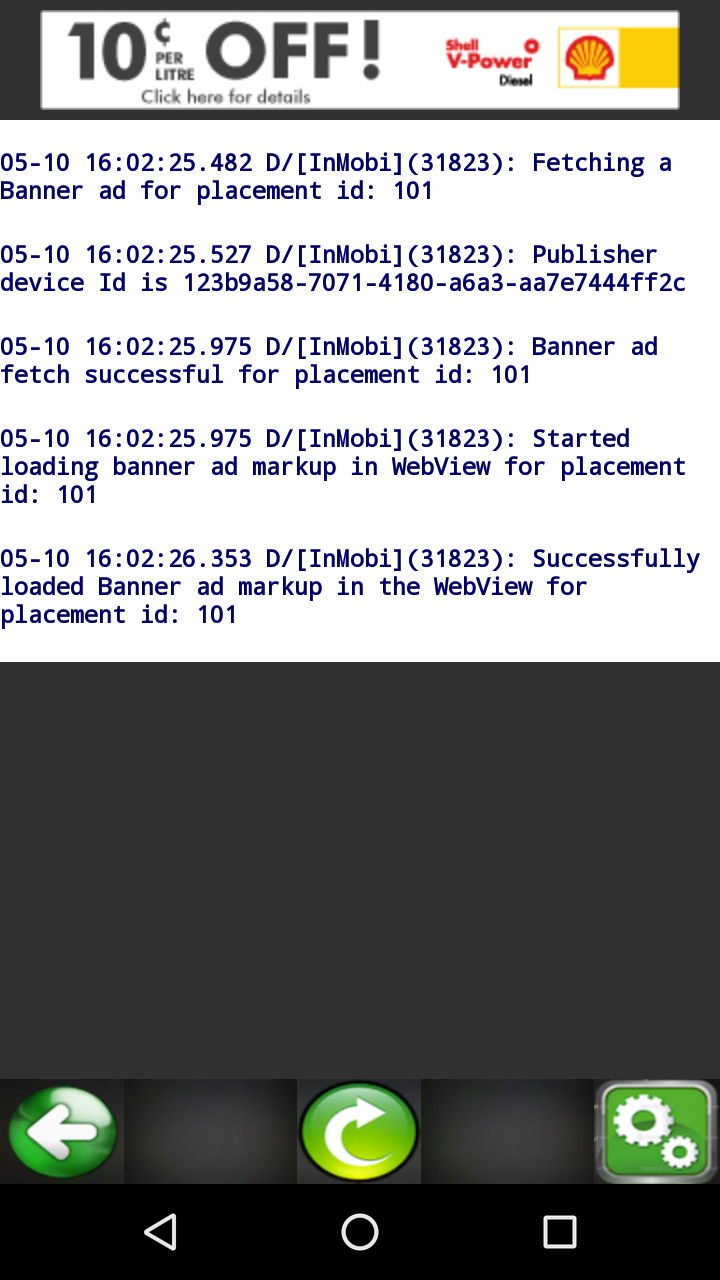 10¢ PER LITRE OFF!
Click here for details
Shell
V-Power
Diesel
05-10 16:02:25.482 D/[InMobi](31823): Fetching a
Banner ad for placement id: 101
05-10 16:02:25.527 D/[InMobi](31823): Publisher
device Id is 123b9a58-7071-4180-a6a3-aa7e7444ff2c
05-10 16:02:25.975 D/[InMobi](31823): Banner ad
fetch successful for placement id: 101
05-10 16:02:25.975 D/[InMobi](31823): Started
loading banner ad markup in WebView for placement
id: 101
05-10 16:02:26.353 D/[InMobi](31823): Successfully
loaded Banner ad markup in the WebView for
placement id: 101